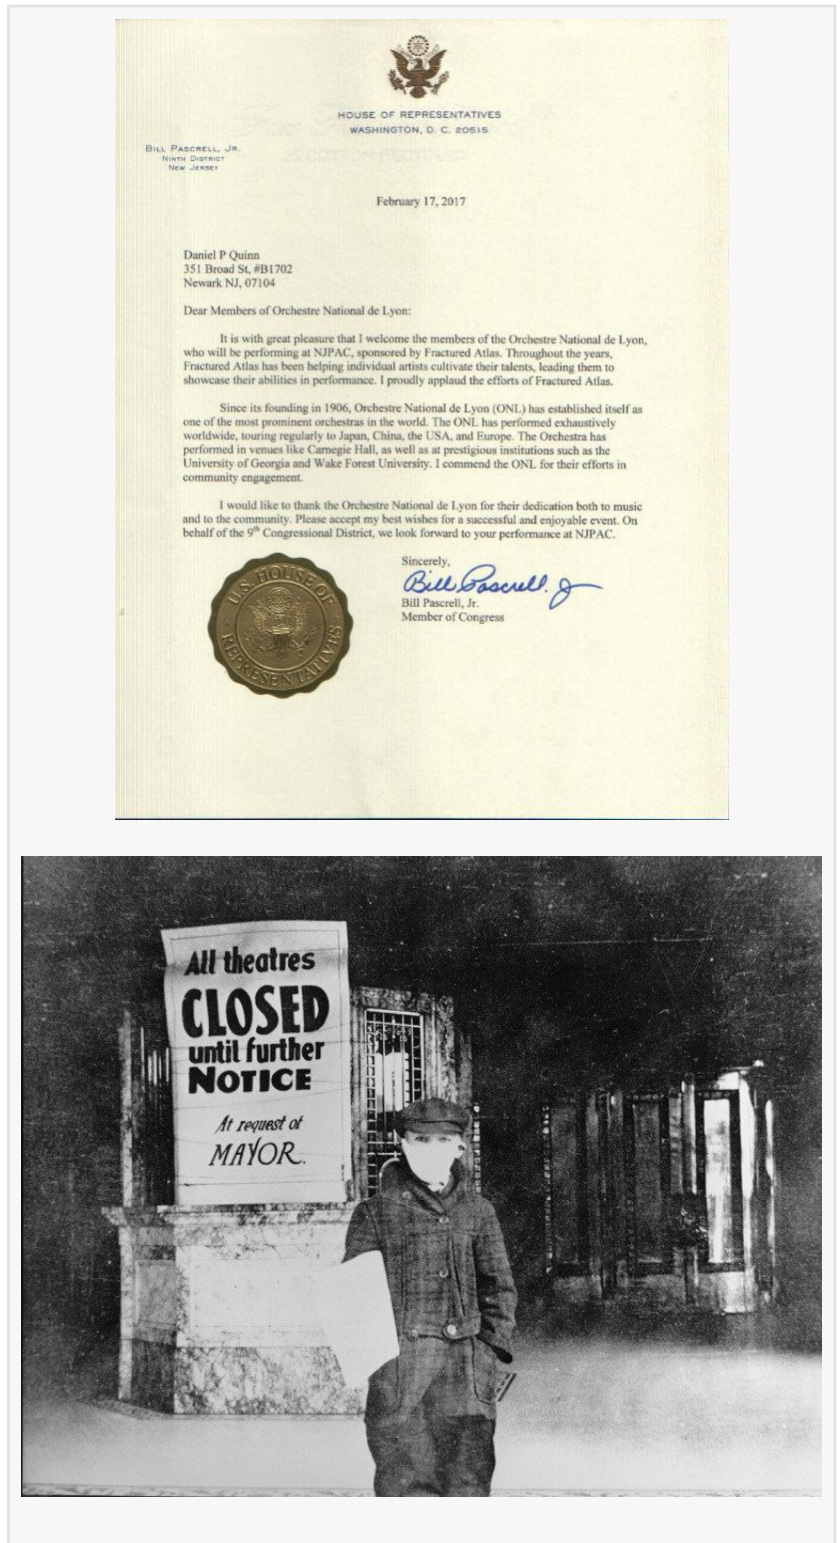 HOUSE OF REPRESENTATIVES
WASHINGTON, D. C. 20515
BILL PASCRELL, JR.
NINTH DISTRICT
NEW JERSEY
February 17, 2017
Daniel P Quinn
351 Broad St, #B1702
Newark NJ, 07104
Dear Members of Orchestre National de Lyon:
It is with great pleasure that I welcome the members of the Orchestre National de Lyon,
who will be performing at NJPAC, sponsored by Fractured Atlas. Throughout the years,
Fractured Atlas has been helping individual artists cultivate their talents, leading them to
showcase their abilities in performance. I proudly applaud the efforts of Fractured Atlas.
Since its founding in 1906, Orchestre National de Lyon (ONL) has established itself as
one of the most prominent orchestras in the world. The ONL has performed exhaustively
worldwide, touring regularly to Japan, China, the USA, and Europe. The Orchestra has
performed in venues like Carnegie Hall, as well as at prestigious institutions such as the
University of Georgia and Wake Forest University. I commend the ONL for their efforts in
community engagement.
I would like to thank the Orchestre National de Lyon for their dedication both to music
and to the community. Please accept my best wishes for a successful and enjoyable event. On
behalf of the 9th Congressional District, we look forward to your performance at NJPAC.
Sincerely,
Bill Pascrell. Jr
Bill Pascrell, Jr.
Member of Congress
U.S. HOUSE OF
REPRESENTATIVES
All theatres
CLOSED
until further
NOTICE
At request of
MAYOR.